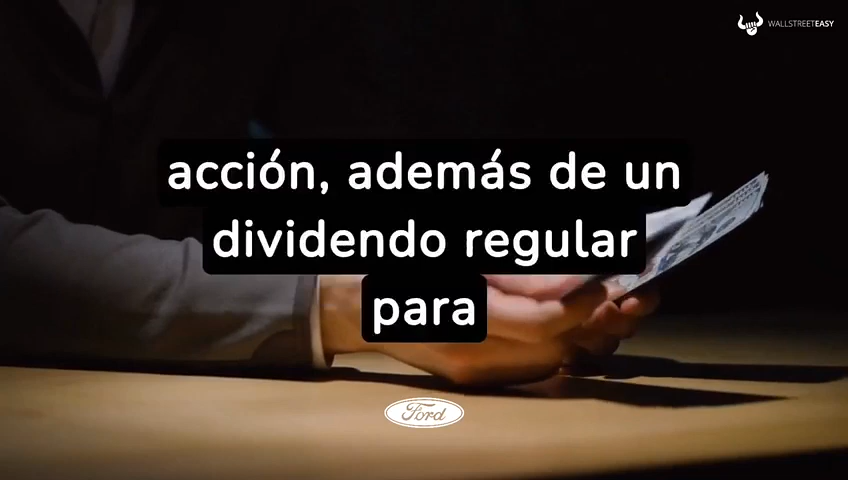 WALLSTREETEASY
acción, además de un
dividendo regular
para
Ford